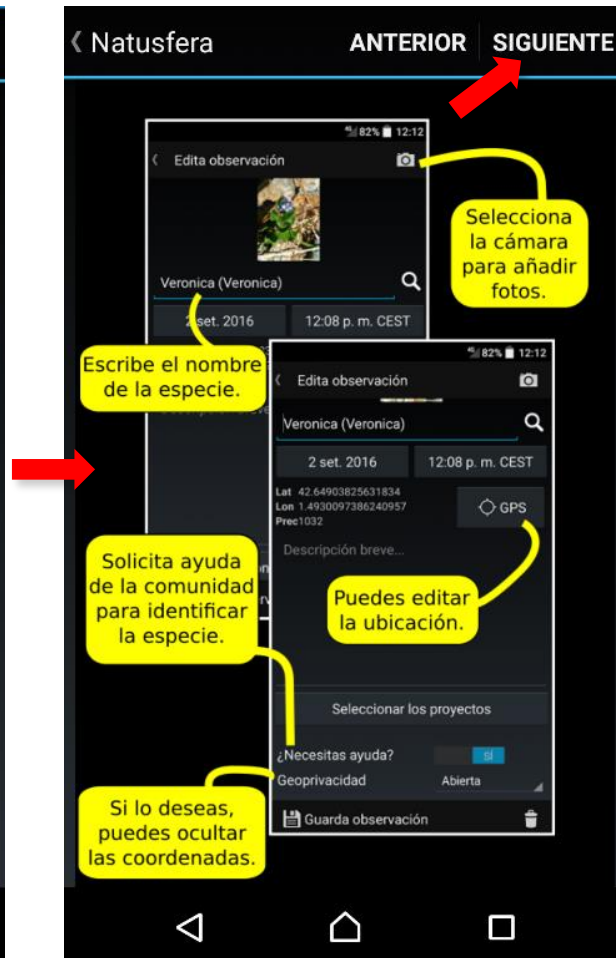 Natusfera
ANTERIOR
SIGUIENTE
82% 12:12
Edita observación
Selecciona
la cámara
para añadir
fotos.
Veronica (Veronica)
2 set. 2016
12:08 p. m. CEST
Escribe el nombre
de la especie.
82% 12:12
Edita observación
Veronica (Veronica)
2 set. 2016
12:08 p. m. CEST
Lat 42.64903825631834
Lon 1.4930097386240957
Prec1032
GPS
Descripción breve...
Solicita ayuda
de la comunidad
para identificar
la especie.
Puedes editar
la ubicación.
Seleccionar los proyectos
¿Necesitas ayuda?
SÍ
Geoprivacidad
Abierta
Si lo deseas,
puedes ocultar
las coordenadas.
Guarda observación